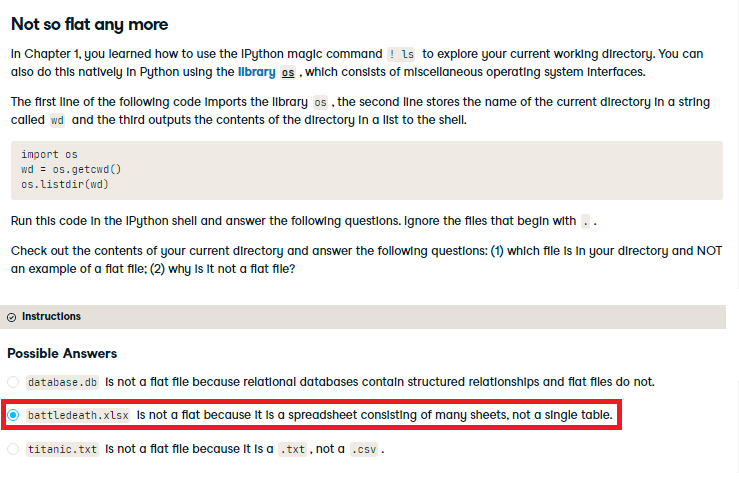 Not so flat any more
In Chapter 1, you learned how to use the IPython magic command ! ls to explore your current working directory. You can
also do this natively in Python using the library os , which consists of miscellaneous operating system interfaces.
The first line of the following code imports the library os , the second line stores the name of the current directory in a string
called wd and the third outputs the contents of the directory in a list to the shell.
import os
wd = os.getcwd()
os.listdir(wd)
Run this code in the IPython shell and answer the following questions. Ignore the files that begin with . .
Check out the contents of your current directory and answer the following questions: (1) which file is in your directory and NOT
an example of a flat file; (2) why is it not a flat file?
Instructions
Possible Answers
database.db is not a flat file because relational databases contain structured relationships and flat files do not.
battledeath.xlsx is not a flat because it is a spreadsheet consisting of many sheets, not a single table.
titanic.txt is not a flat file because it is a .txt , not a .csv .